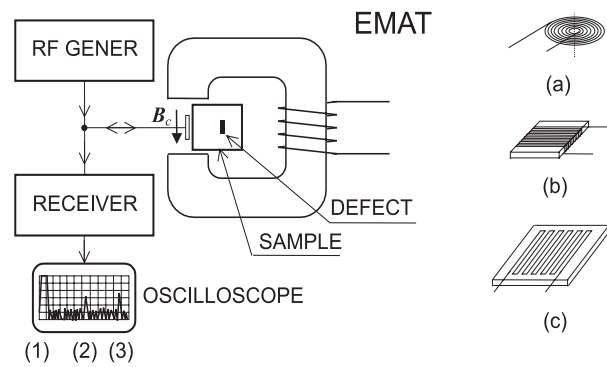 EMAT
RF GENER
B_c
RECEIVER
DEFECT
SAMPLE
OSCILLOSCOPE
(1) (2) (3)
(a)
(b)
(c)